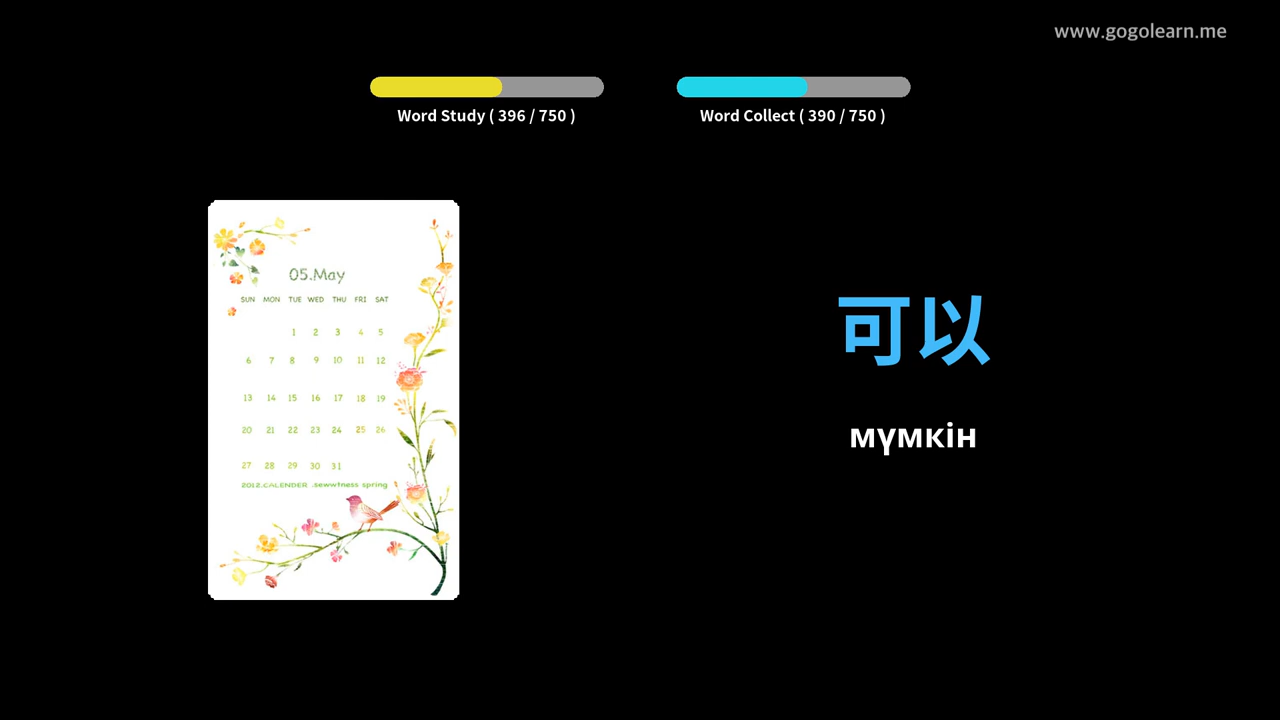 www.gogolearn.me
Word Study ( 396 / 750 )
Word Collect ( 390 / 750 )
05.May
SUN MON TUE WED THU FRI SAT
1 2 3 4 5
6 7 8 9 10 11 12
13 14 15 16 17 18 19
20 21 22 23 24 25 26
27 28 29 30 31
2012.CALENDER .sewwtness spring
可以
мүмкін